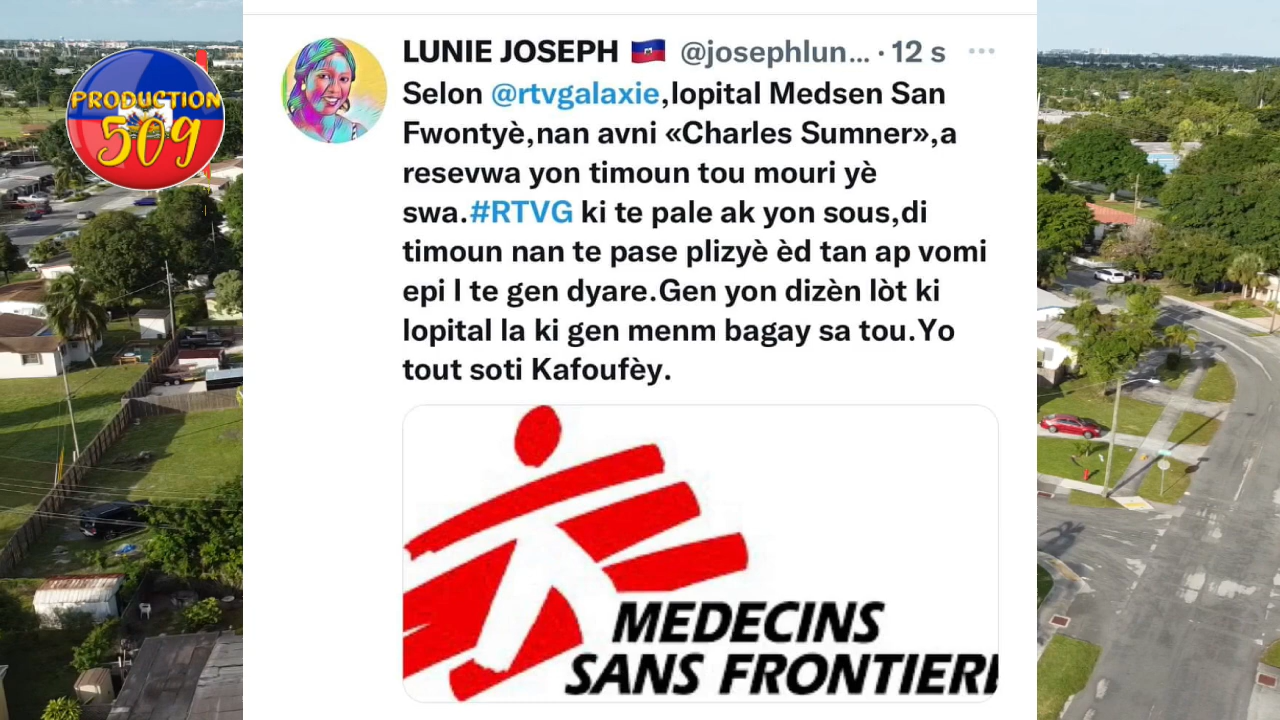 PRODUCTION
509
LUNIE JOSEPH 🇭🇹 @josephlun... · 12 s
Selon @rtvgalaxie,lopital Medsen San
Fwontyè,nan avni «Charles Sumner»,a
resevwa yon timoun tou mouri yè
swa.#RTVG ki te pale ak yon sous,di
timoun nan te pase plizyè èd tan ap vomi
epi l te gen dyare.Gen yon dizèn lòt ki
lopital la ki gen menm bagay sa tou.Yo
tout soti Kafoufèy.
MEDECINS
SANS FRONTIER